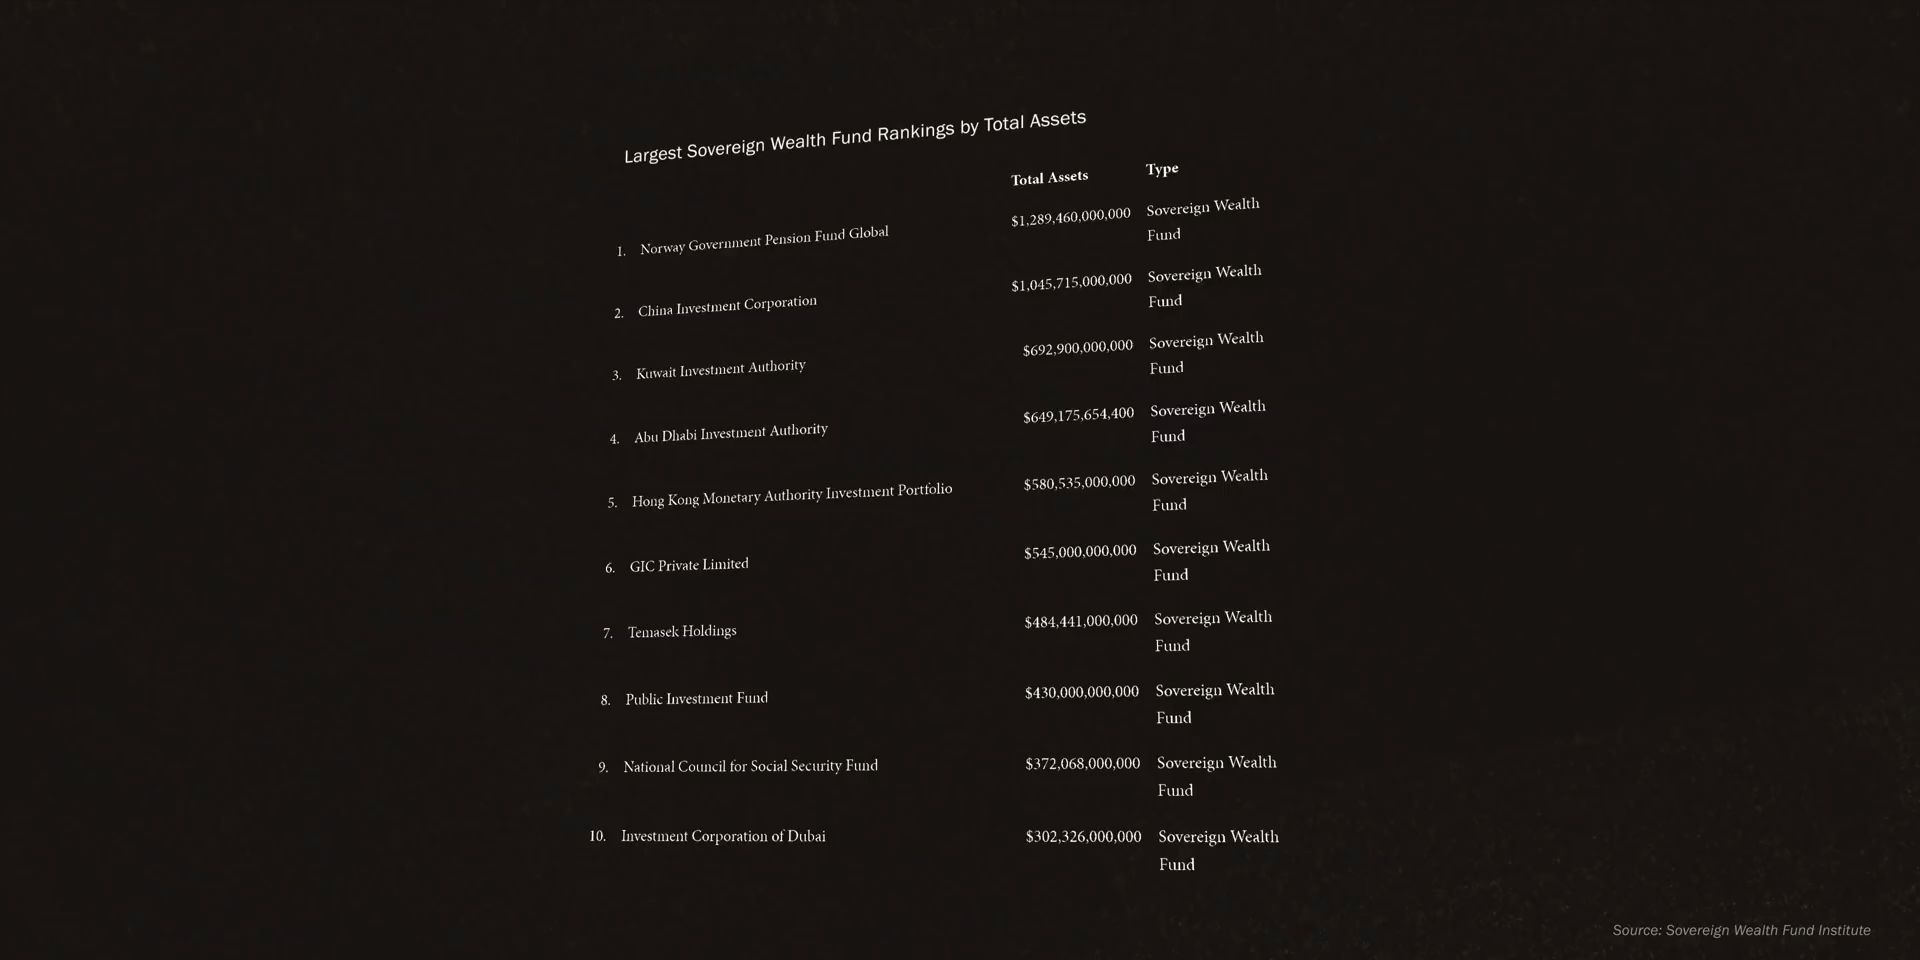 Largest Sovereign Wealth Fund Rankings by Total Assets
Total Assets Type
1. Norway Government Pension Fund Global $1,289,460,000,000 Sovereign Wealth
Fund
2. China Investment Corporation $1,045,715,000,000 Sovereign Wealth
Fund
3. Kuwait Investment Authority $692,900,000,000 Sovereign Wealth
Fund
4. Abu Dhabi Investment Authority $649,175,654,400 Sovereign Wealth
Fund
5. Hong Kong Monetary Authority Investment Portfolio $580,535,000,000 Sovereign Wealth
Fund
6. GIC Private Limited $545,000,000,000 Sovereign Wealth
Fund
7. Temasek Holdings $484,441,000,000 Sovereign Wealth
Fund
8. Public Investment Fund $430,000,000,000 Sovereign Wealth
Fund
9. National Council for Social Security Fund $372,068,000,000 Sovereign Wealth
Fund
10. Investment Corporation of Dubai $302,326,000,000 Sovereign Wealth
Fund
Source: Sovereign Wealth Fund Institute